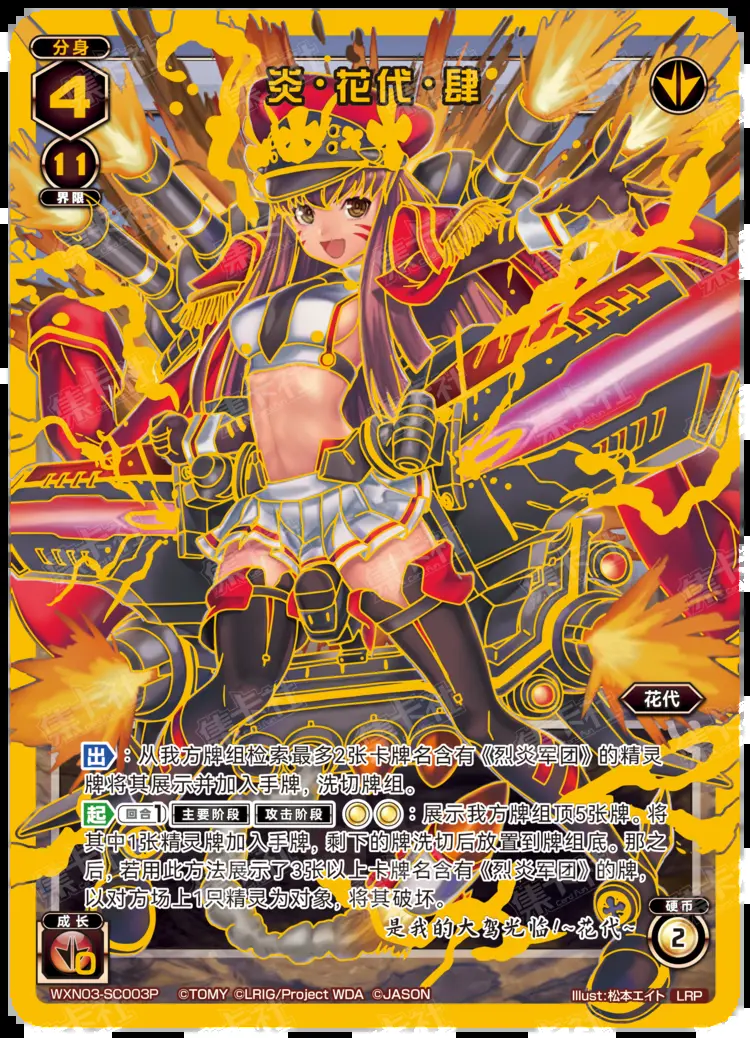 分身
炎·花代·肆
4
11
界限
花代
出：从我方牌组检索最多2张卡牌名含有《烈炎军团》的精灵
牌将其展示并加入手牌，洗切牌组。
起 回合1 主要阶段 攻击阶段 ：展示我方牌组顶5张牌。将
其中1张精灵牌加入手牌，剩下的牌洗切后放置到牌组底。那之
后，若用此方法展示了3张以上卡牌名含有《烈炎军团》的牌，
以对方场上1只精灵为对象，将其破坏。
是我的大驾光临!~花代~
成长
0
硬币
2
WXN03-SC003P ©TOMY ©LRIG/Project WDA ©JASON
Illust:松本エイト LRP
集卡社